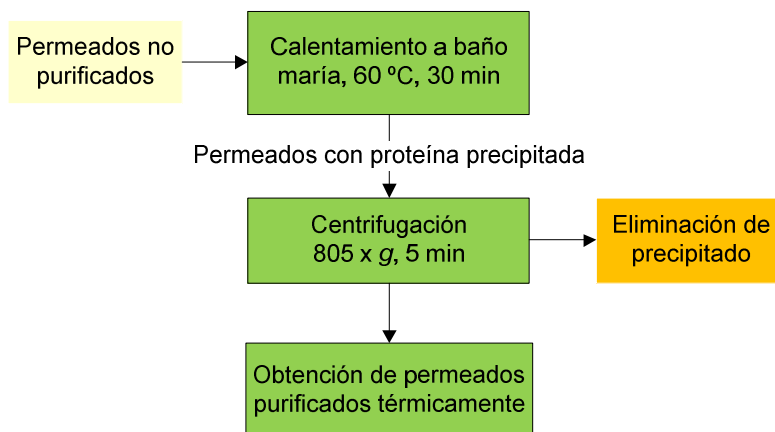 Permeados no
purificados
Calentamiento a baño
maría, 60 ºC, 30 min
Permeados con proteína precipitada
Centrifugación
805 x g, 5 min
Eliminación de
precipitado
Obtención de permeados
purificados térmicamente